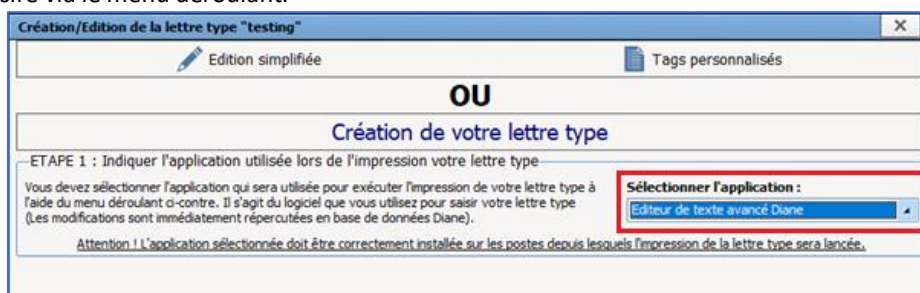 via le menu déroulant.
Création/Edition de la lettre type "testing"
Edition simplifiée Tags personnalisés
OU
Création de votre lettre type
ETAPE 1 : Indiquer l'application utilisée lors de l'impression votre lettre type
Vous devez sélectionner l'application qui sera utilisée pour exécuter l'impression de votre lettre type à
l'aide du menu déroulant ci-contre. Il s'agit du logiciel que vous utilisez pour saisir votre lettre type
(Les modifications sont immédiatement répercutées en base de données Diane).
Sélectionner l'application :
Editeur de texte avancé Diane
Attention ! L'application sélectionnée doit être correctement installée sur les postes depuis lesquels l'impression de la lettre type sera lancée.